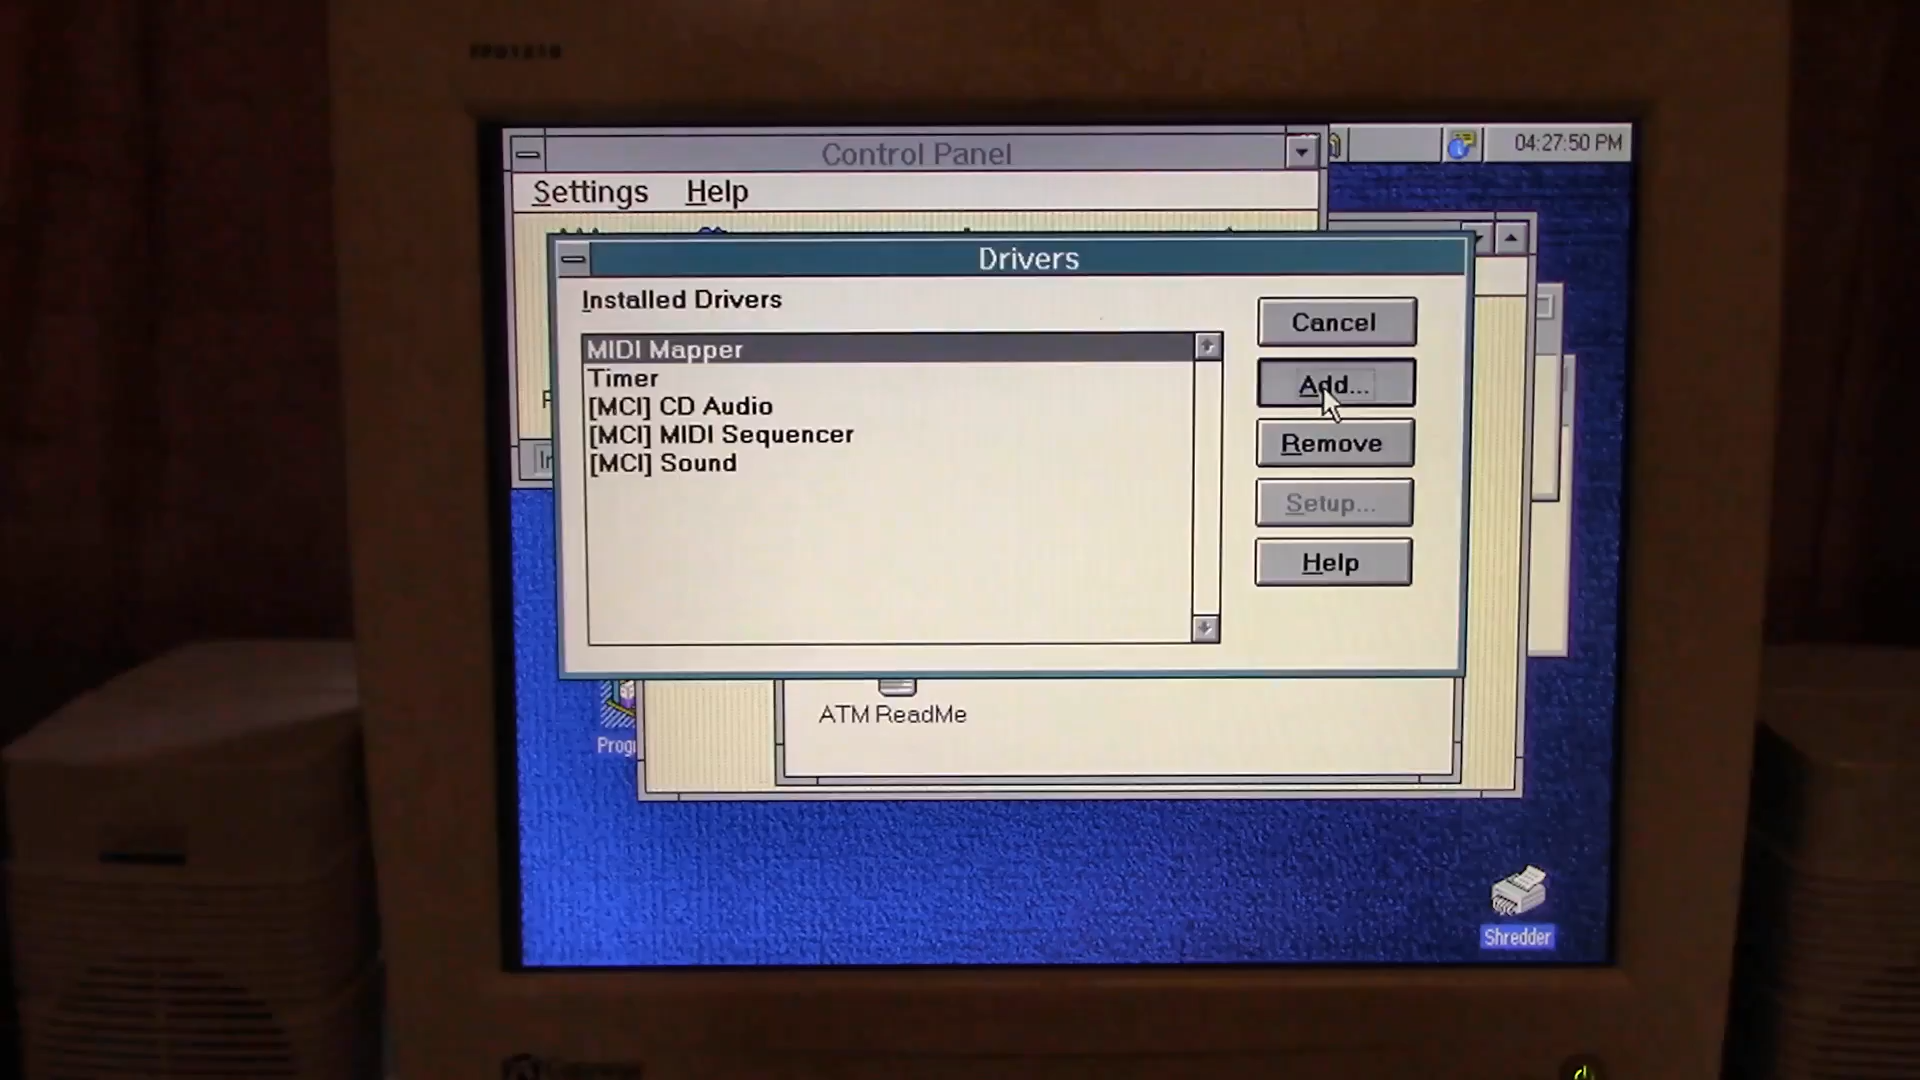 Control Panel
04:27:50 PM
Settings Help
Drivers
Installed Drivers
MIDI Mapper
Timer
[MCI] CD Audio
[MCI] MIDI Sequencer
[MCI] Sound
Cancel
Add...
Remove
Setup...
Help
ATM ReadMe
Progr
Shredder